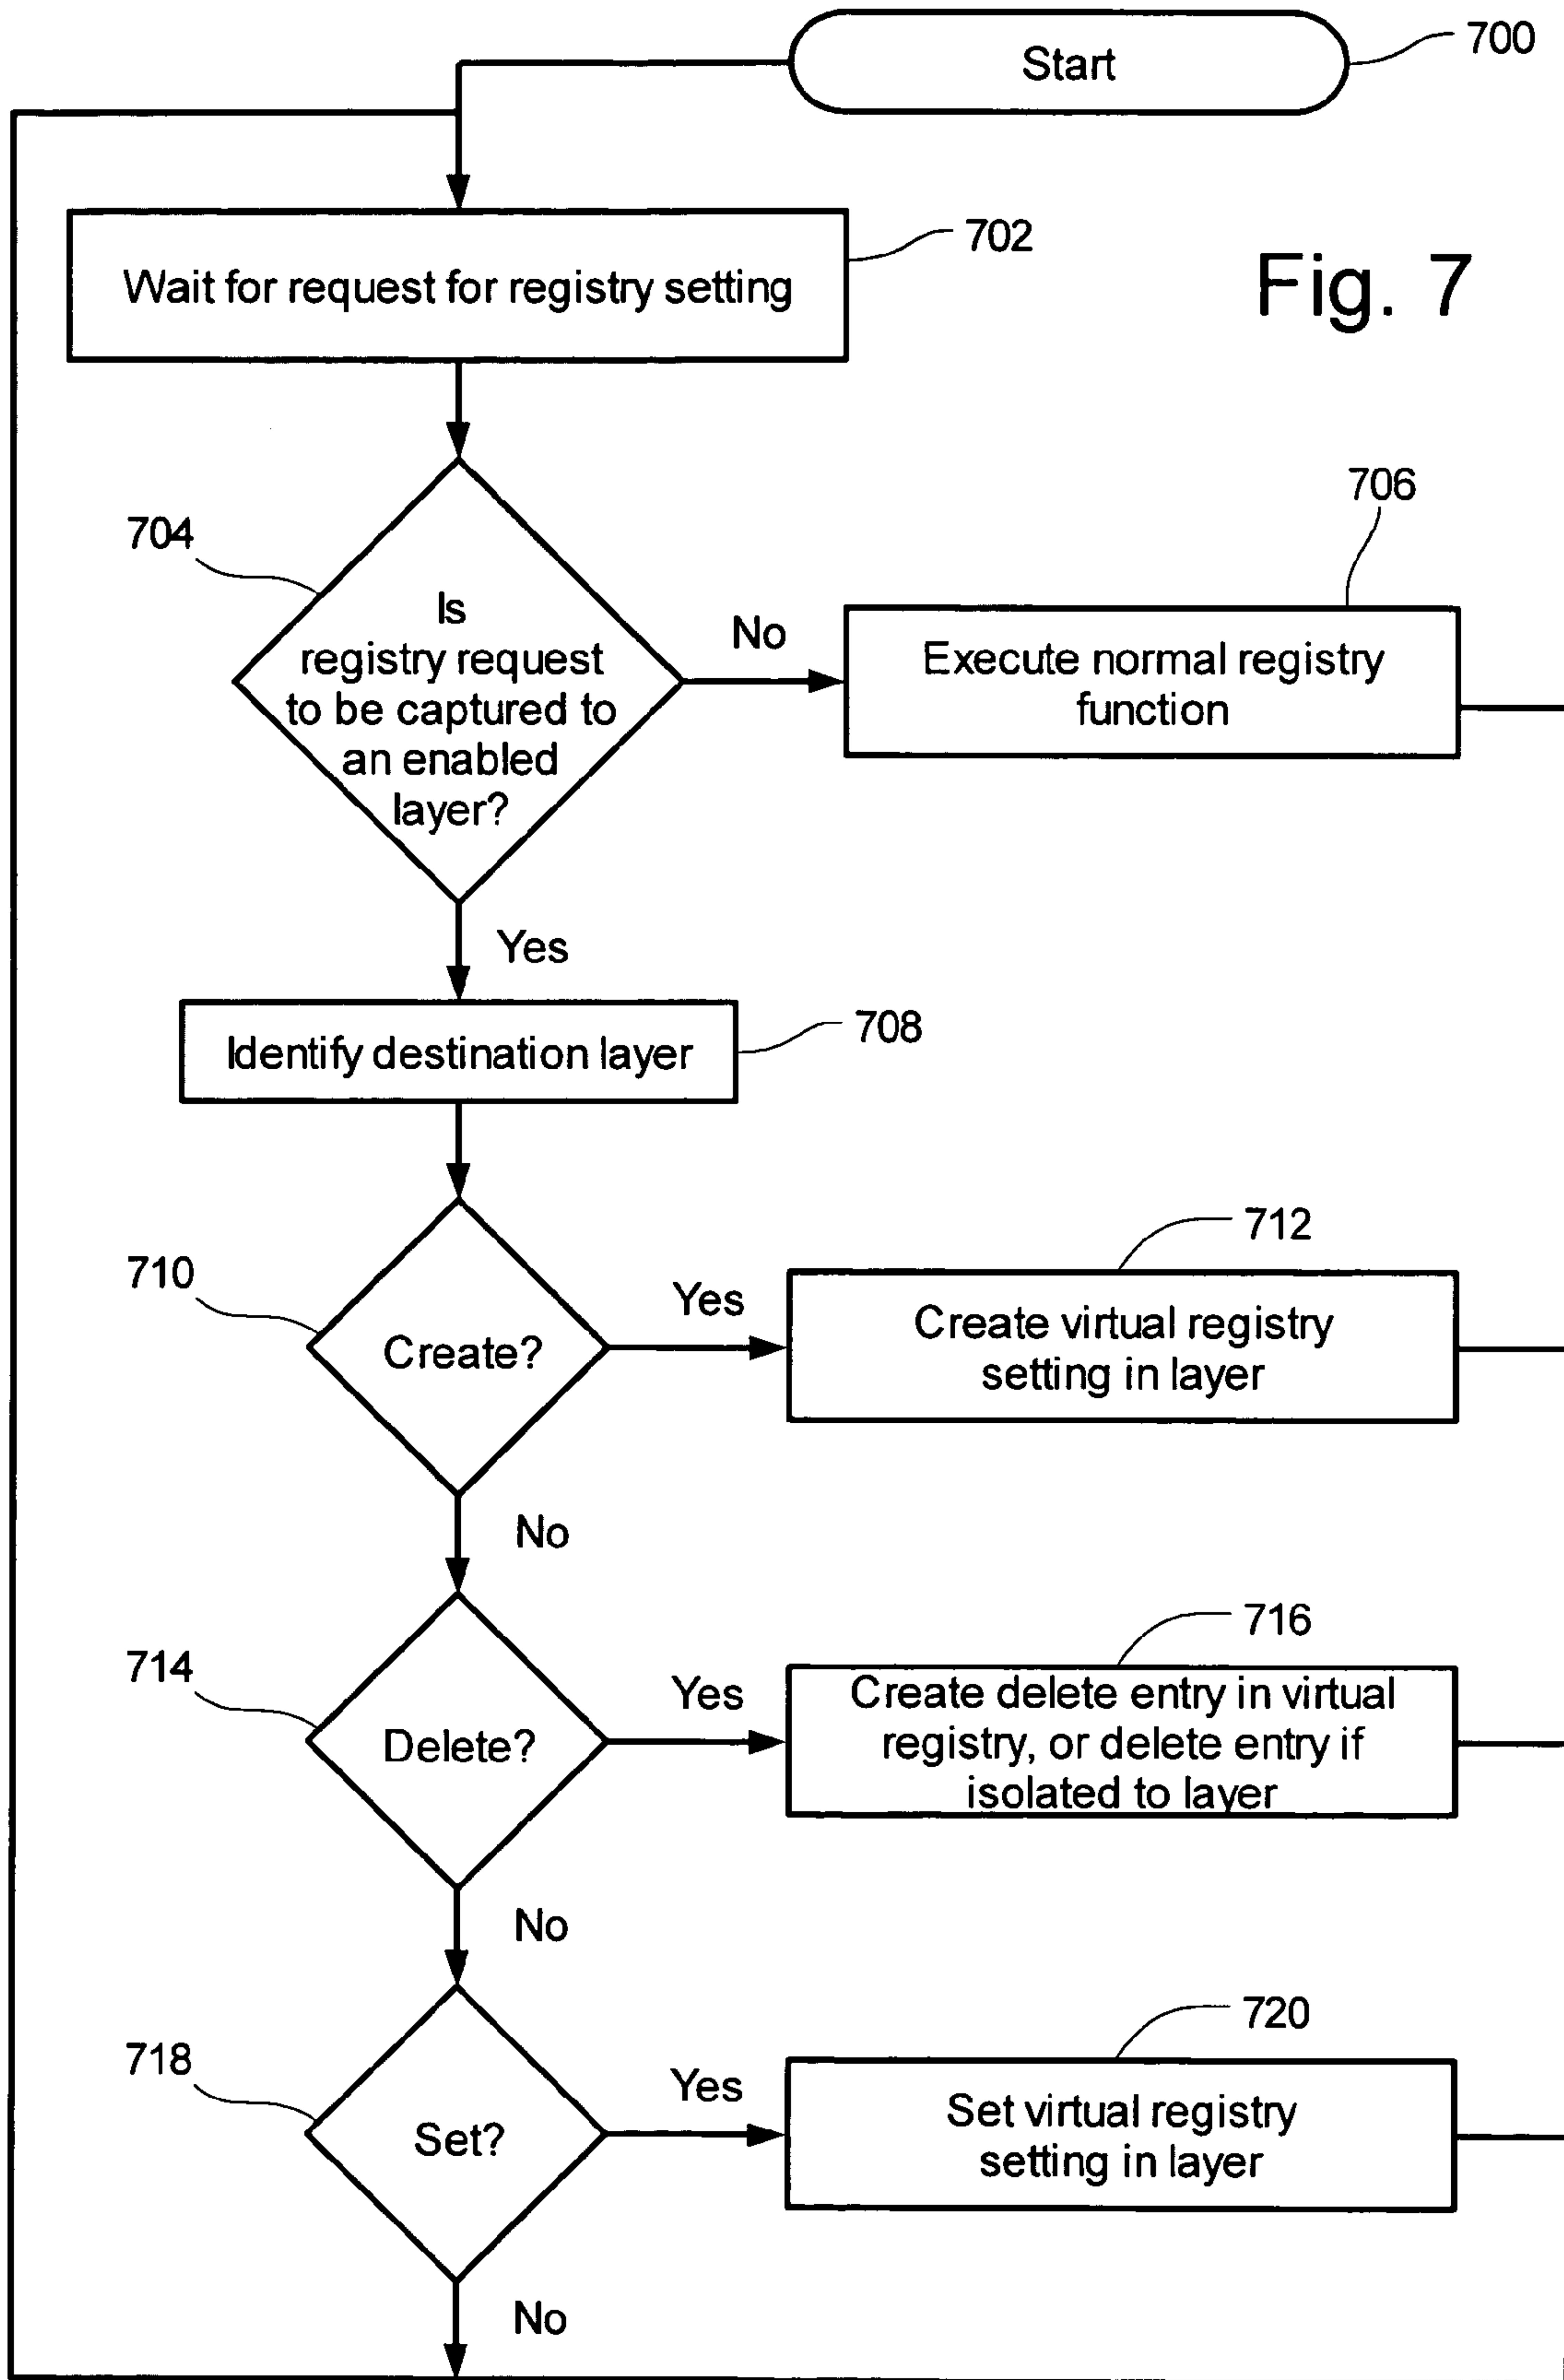 Start
700
Wait for request for registry setting
702
Fig. 7
704
Is
registry request
to be captured to
an enabled
layer?
No
706
Execute normal registry
function
Yes
Identify destination layer
708
710
Create?
Yes
712
Create virtual registry
setting in layer
No
714
Delete?
Yes
716
Create delete entry in virtual
registry, or delete entry if
isolated to layer
No
718
Set?
Yes
720
Set virtual registry
setting in layer
No